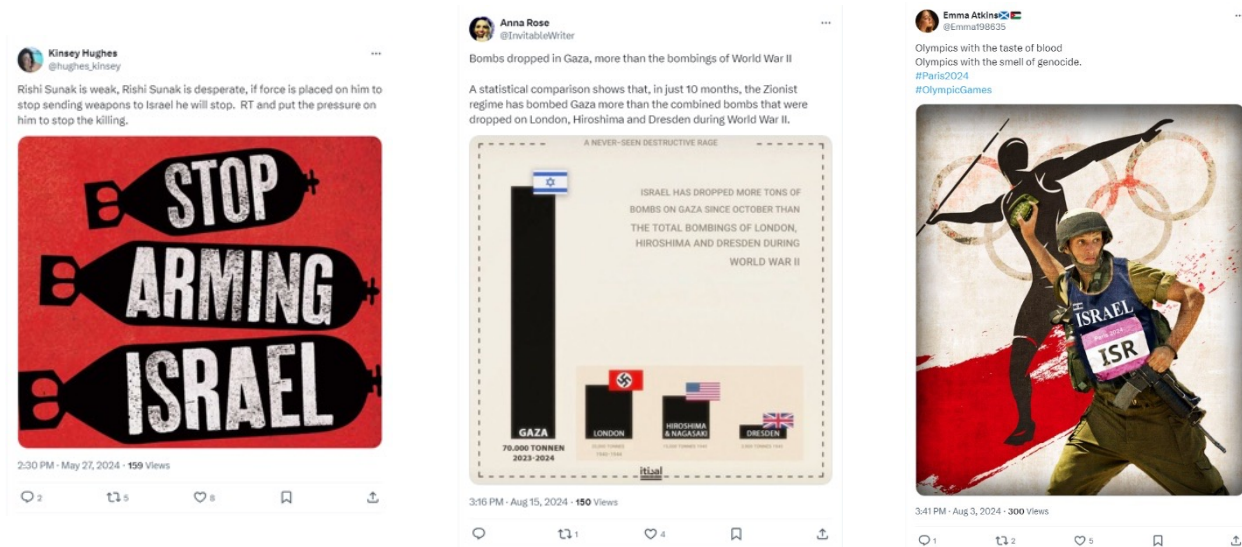 Kinsey Hughes
@hughes_kinsey
Rishi Sunak is weak, Rishi Sunak is desperate, if force is placed on him to
stop sending weapons to Israel he will stop. RT and put the pressure on
him to stop the killing.
STOP
ARMING
ISRAEL
2:30 PM · May 27, 2024 · 159 Views
2
5
8
Anna Rose
@InvitableWriter
Bombs dropped in Gaza, more than the bombings of World War II
A statistical comparison shows that, in just 10 months, the Zionist
regime has bombed Gaza more than the combined bombs that were
dropped on London, Hiroshima and Dresden during World War II.
A NEVER-SEEN DESTRUCTIVE RAGE
ISRAEL HAS DROPPED MORE TONS OF
BOMBS ON GAZA SINCE OCTOBER THAN
THE TOTAL BOMBINGS OF LONDON,
HIROSHIMA AND DRESDEN DURING
WORLD WAR II
GAZA
70.000 TONNEN
2023-2024
LONDON
HIROSHIMA
& NAGASAKI
DRESDEN
3:16 PM · Aug 15, 2024 · 150 Views
1
4
Emma Atkins
@Emma198635
Olympics with the taste of blood
Olympics with the smell of genocide.
#Paris2024
#OlympicGames
ISRAEL
Paris 2024
ISR
3:41 PM · Aug 3, 2024 · 300 Views
1
2
5